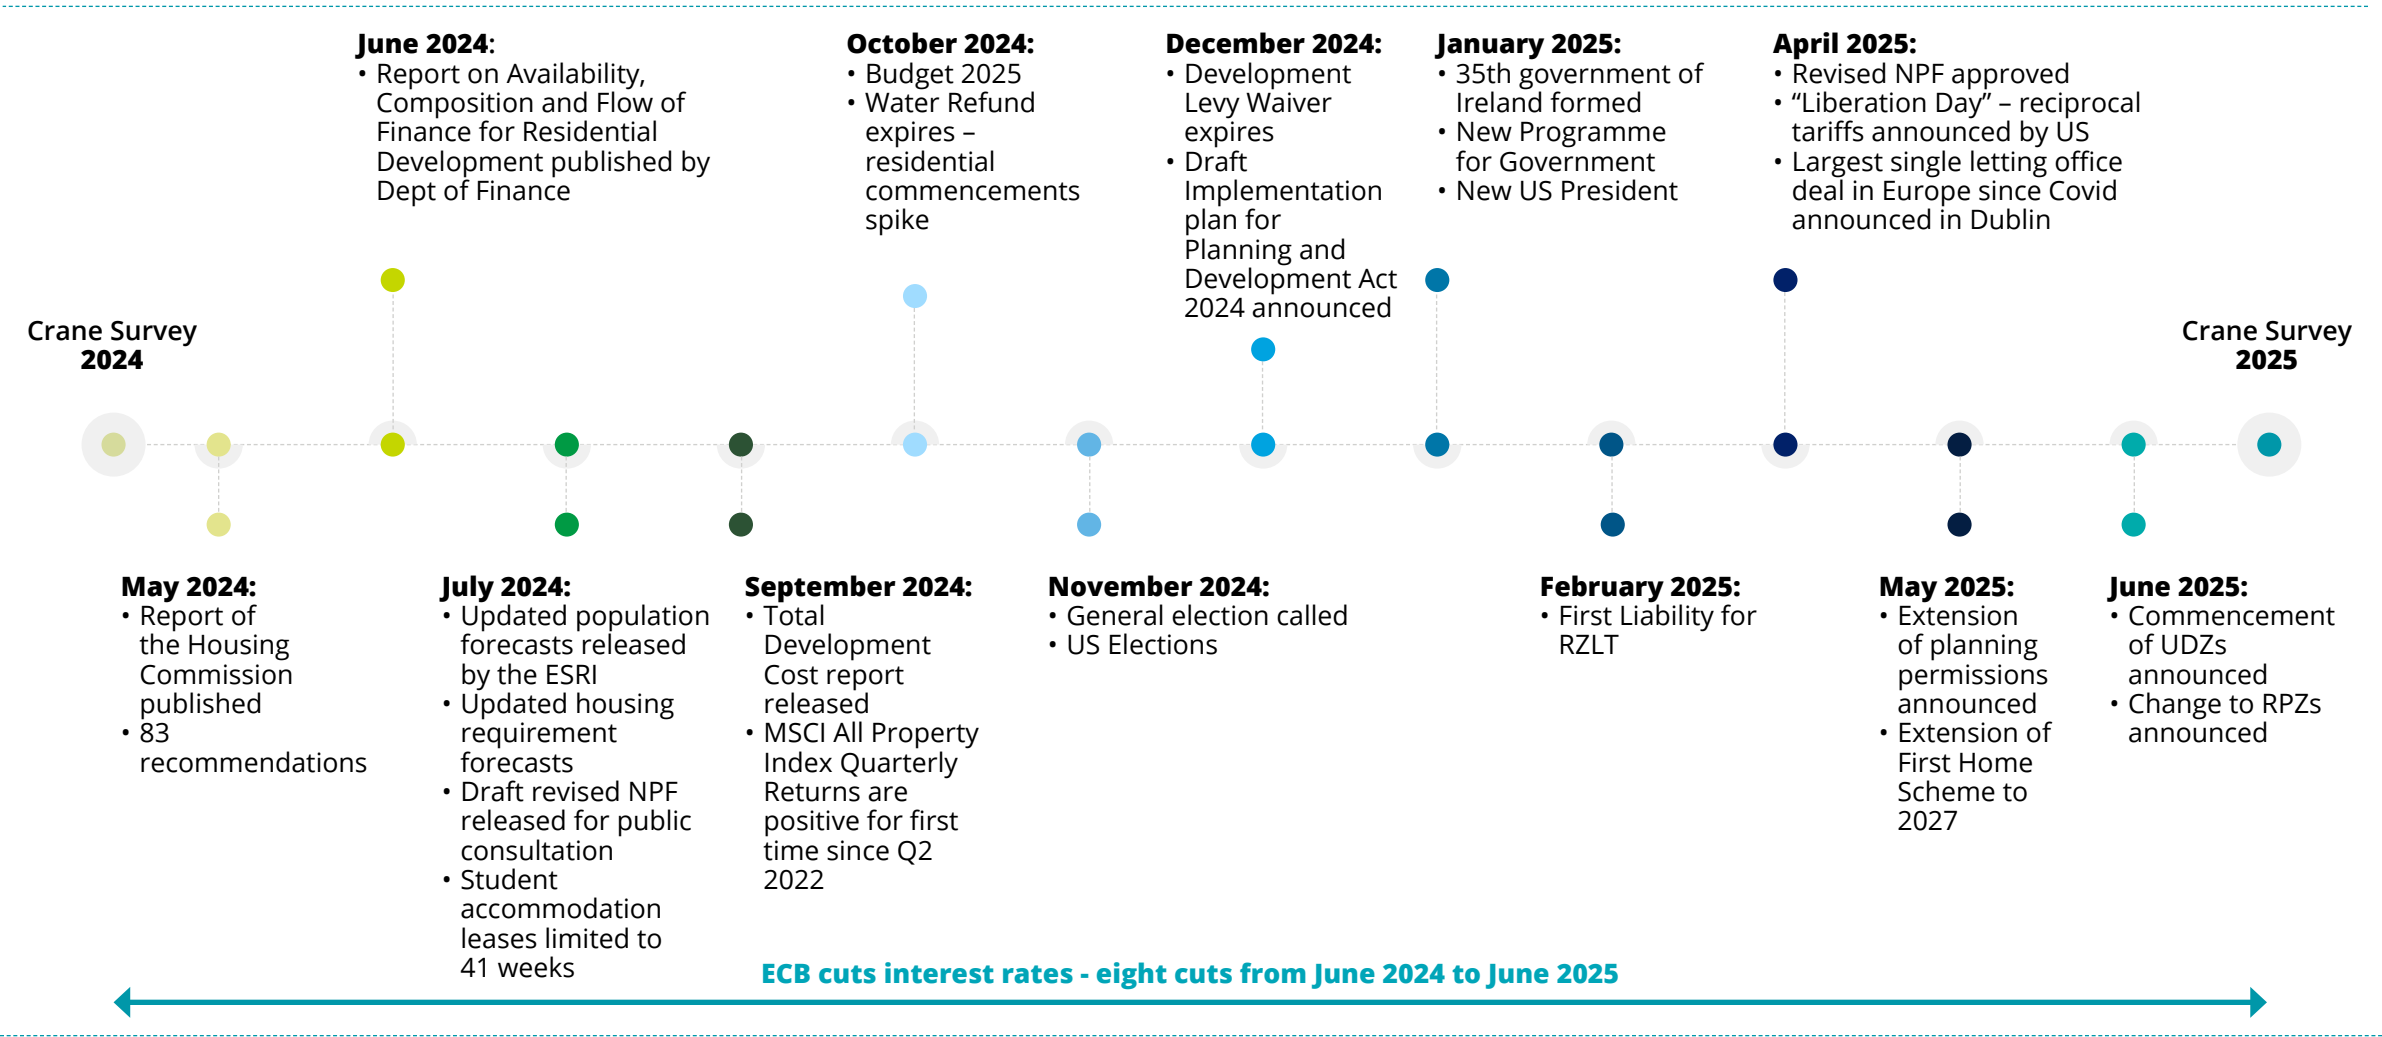 June 2024:
• Report on Availability,
Composition and Flow of
Finance for Residential
Development published by
Dept of Finance
October 2024:
• Budget 2025
• Water Refund
expires –
residential
commencements
spike
December 2024:
• Development
Levy Waiver
expires
• Draft
Implementation
plan for
Planning and
Development Act
2024 announced
January 2025:
• 35th government of
Ireland formed
• New Programme
for Government
• New US President
April 2025:
• Revised NPF approved
• “Liberation Day” – reciprocal
tariffs announced by US
• Largest single letting office
deal in Europe since Covid
announced in Dublin
Crane Survey
2024
Crane Survey
2025
May 2024:
• Report of
the Housing
Commission
published
• 83
recommendations
July 2024:
• Updated population
forecasts released
by the ESRI
• Updated housing
requirement
forecasts
• Draft revised NPF
released for public
consultation
• Student
accommodation
leases limited to
41 weeks
September 2024:
• Total
Development
Cost report
released
• MSCI All Property
Index Quarterly
Returns are
positive for first
time since Q2
2022
November 2024:
• General election called
• US Elections
February 2025:
• First Liability for
RZLT
May 2025:
• Extension
of planning
permissions
announced
• Extension of
First Home
Scheme to
2027
June 2025:
• Commencement
of UDZs
announced
• Change to RPZs
announced
ECB cuts interest rates - eight cuts from June 2024 to June 2025